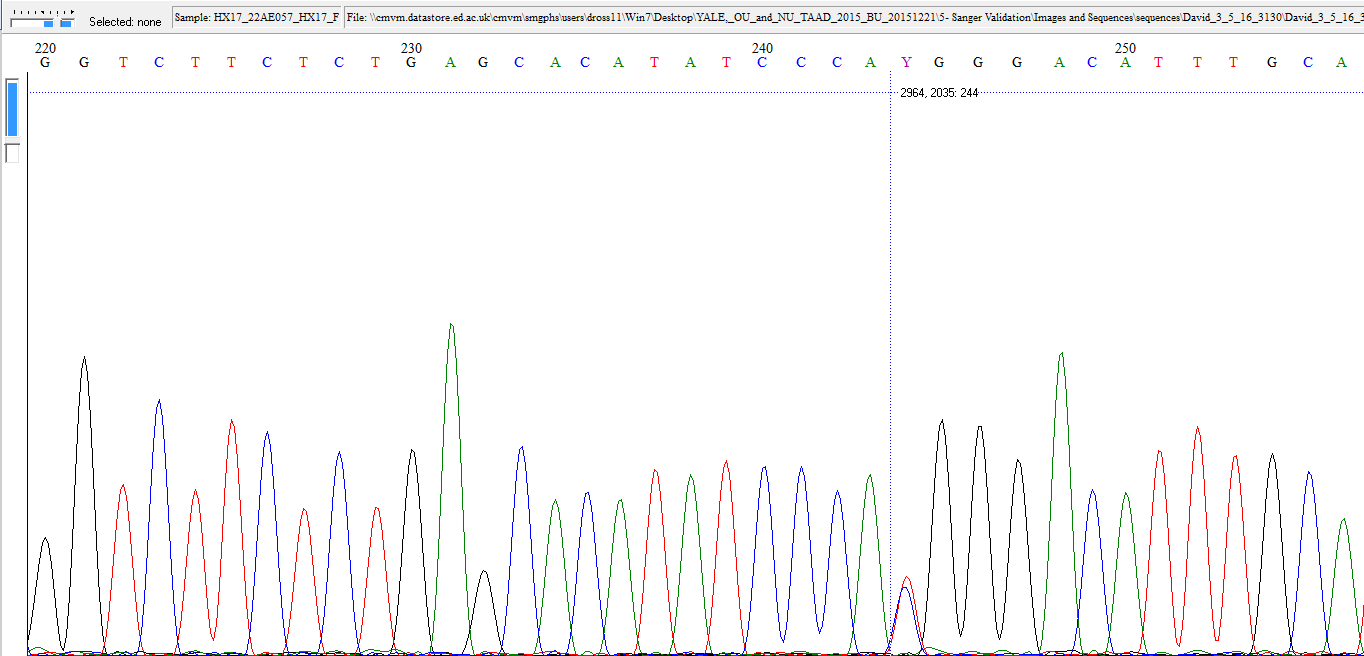 Selected: none
Sample: HX17_22AE057_HX17_F
File: \\cmvm.datastore.ed.ac.uk\cmvm\smgphs\users\dross11\Win7\Desktop\YALE,_OU_and_NU_TAAD_2015_BU_20151221\5- Sanger Validation\Images and Sequences\sequences\David_3_5_16_3130\David_3_5_16_3
220 230 240 250
G G T C T T C T C T G A G C A C A T A T C C C A Y G G G A C A T T T G C A
2964, 2035: 244